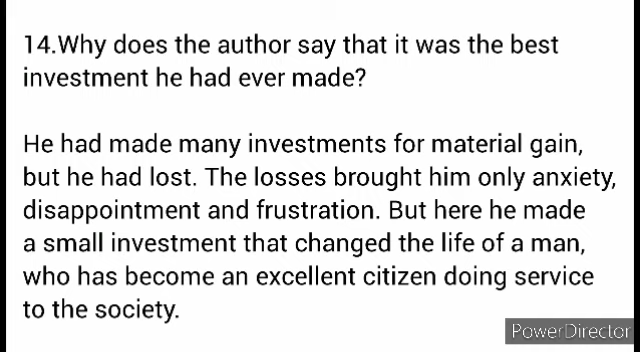 14.Why does the author say that it was the best
investment he had ever made?
He had made many investments for material gain,
but he had lost. The losses brought him only anxiety,
disappointment and frustration. But here he made
a small investment that changed the life of a man,
who has become an excellent citizen doing service
to the society.
PowerDirector